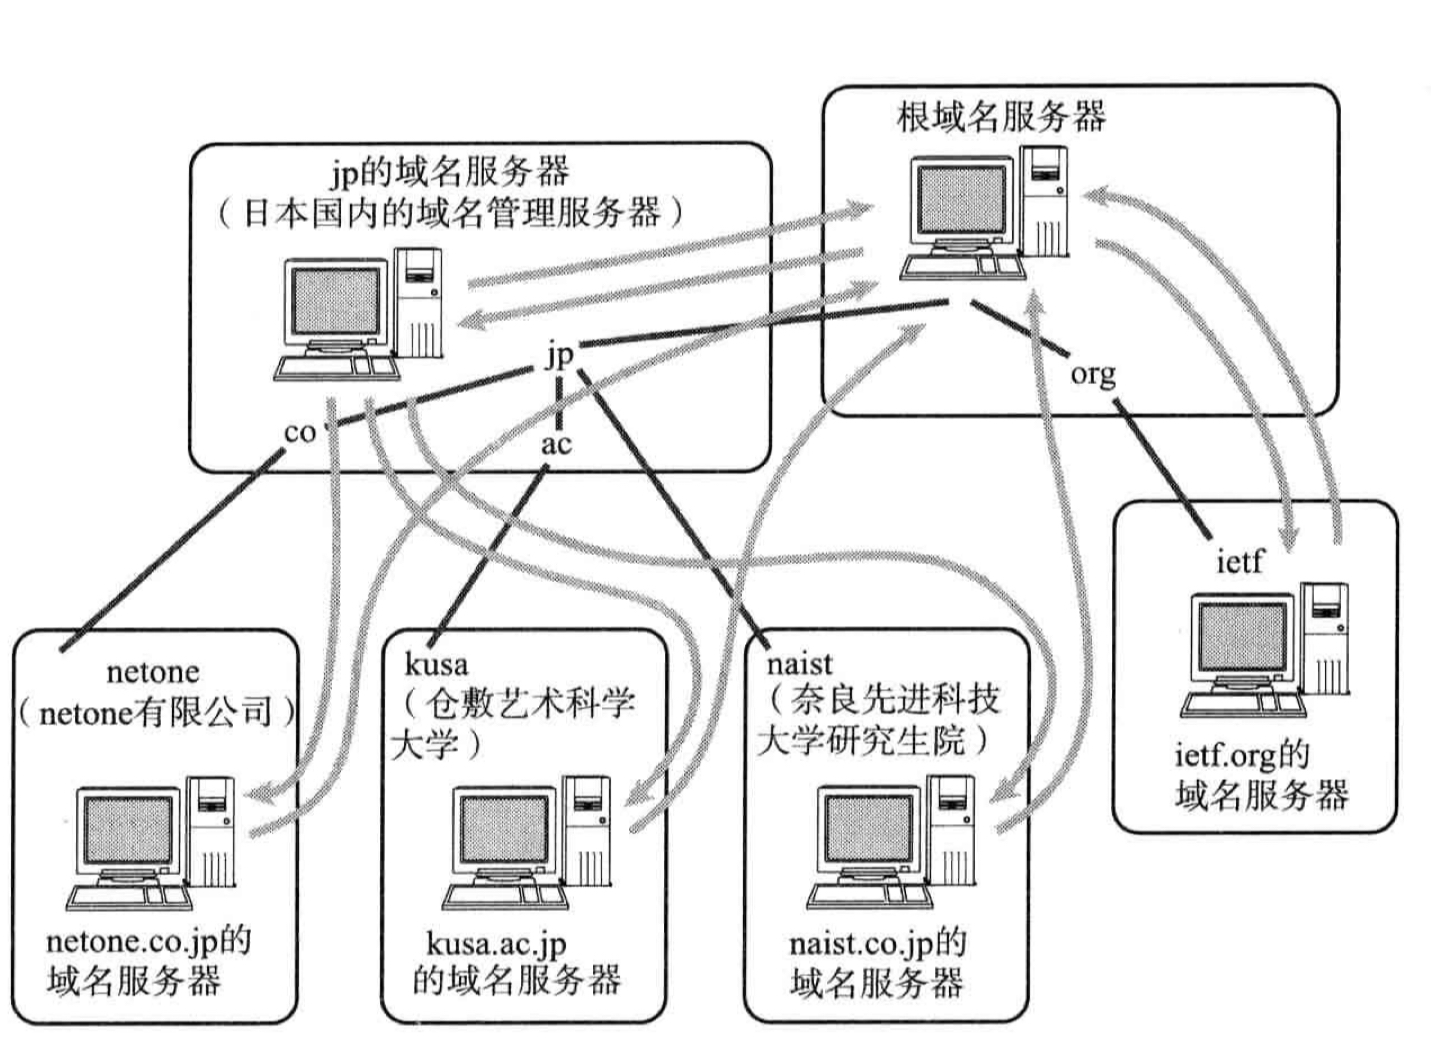 根域名服务器
jp的域名服务器
（日本国内的域名管理服务器）
jp
org
co
ac
ietf
netone
（netone有限公司）
kusa
（仓敷艺术科学
大学）
naist
（奈良先进科技
大学研究生院）
ietf.org的
域名服务器
netone.co.jp的
域名服务器
kusa.ac.jp
的域名服务器
naist.co.jp的
域名服务器